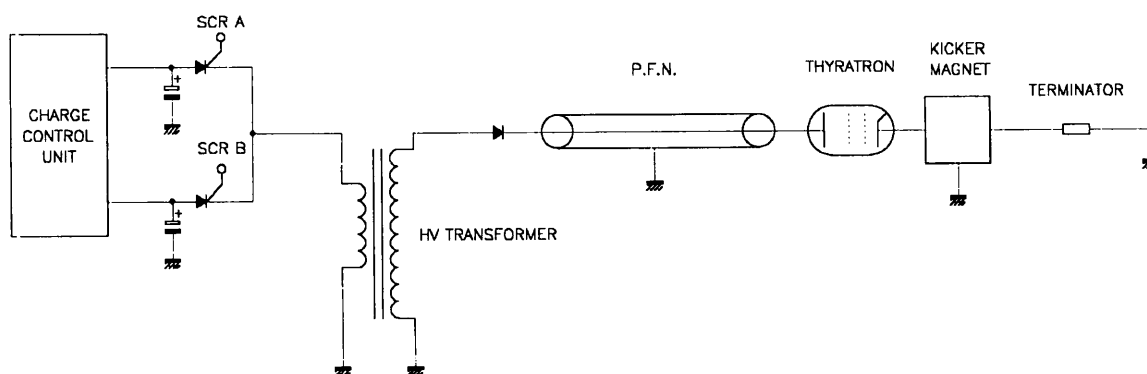 SCR A
CHARGE
CONTROL
UNIT
+
SCR B
+
HV TRANSFORMER
P.F.N.
THYRATRON
KICKER
MAGNET
TERMINATOR